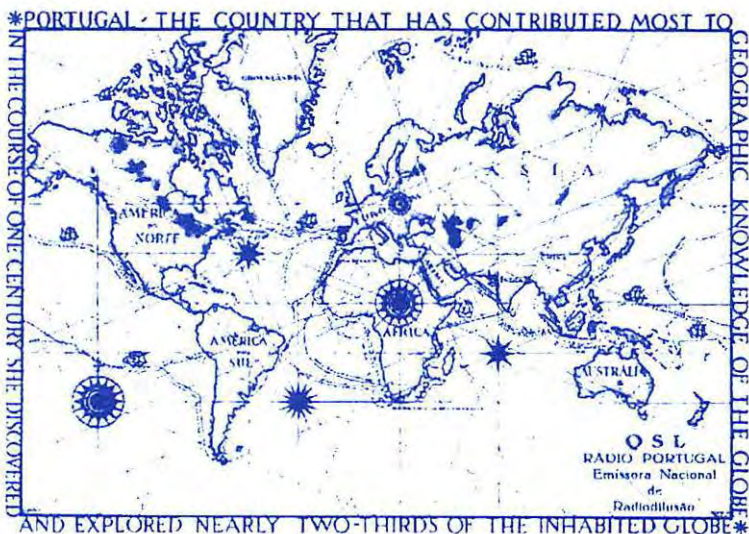 *PORTUGAL - THE COUNTRY THAT HAS CONTRIBUTED MOST TO
GEOGRAPHIC KNOWLEDGE OF THE GLOBE
IN THE COURSE OF ONE CENTURY SHE DISCOVERED
AND EXPLORED NEARLY TWO-THIRDS OF THE INHABITED GLOBE*
GROENLANDIA
ASIA
AMERICA
NORTE
AMÉRICA
SUL
AFRICA
AUSTRALIA
QSL
RADIO PORTUGAL
Emissora Nacional
de
Radiodifusão